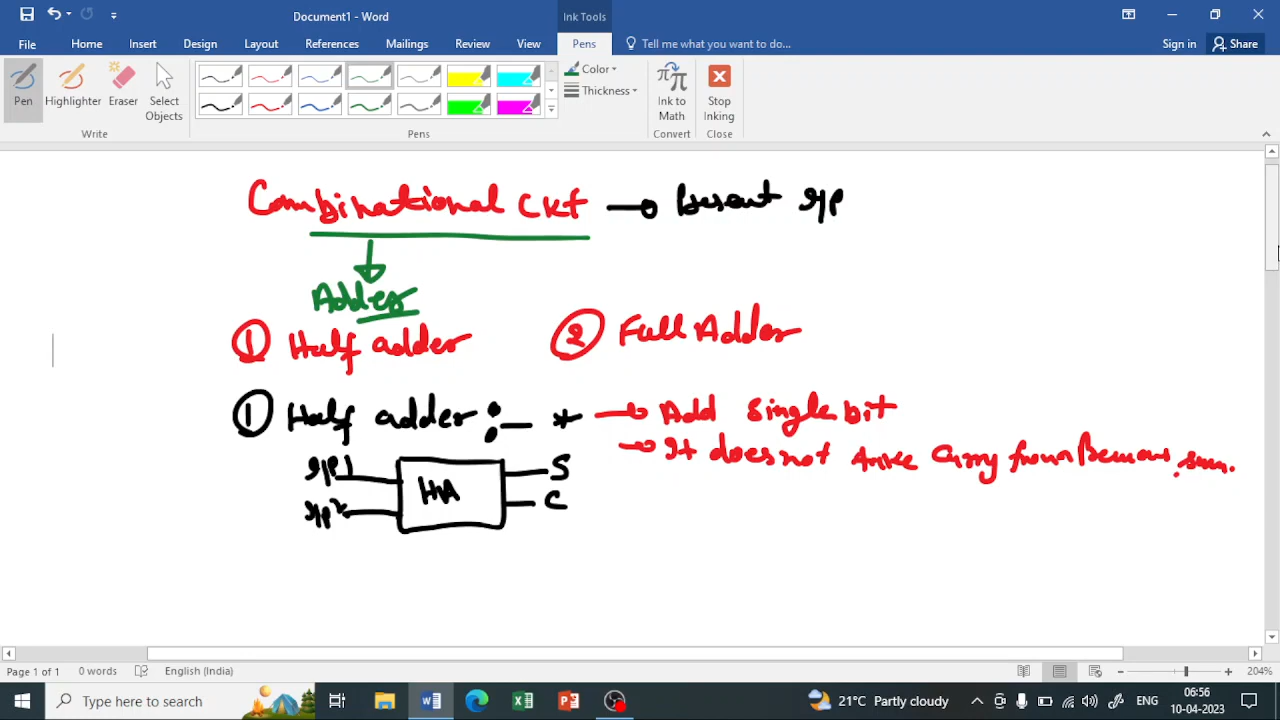 Document1 - Word
Ink Tools
File Home Insert Design Layout References Mailings Review View Pens Tell me what you want to do... Sign in Share
Pen Highlighter Eraser Select Objects
Color
Thickness
Ink to Math
Stop Inking
Write Pens Convert Close
Combinational CKT → Present I/P
Adder
① Half adder ② Full Adder
① Half adder :- * → Add single bit
→ It does not take carry from Previous sum.
I/P 1 HA S
I/P 2 C
Page 1 of 1 0 words English (India) 204%
Type here to search 21°C Partly cloudy ENG 06:56
10-04-2023